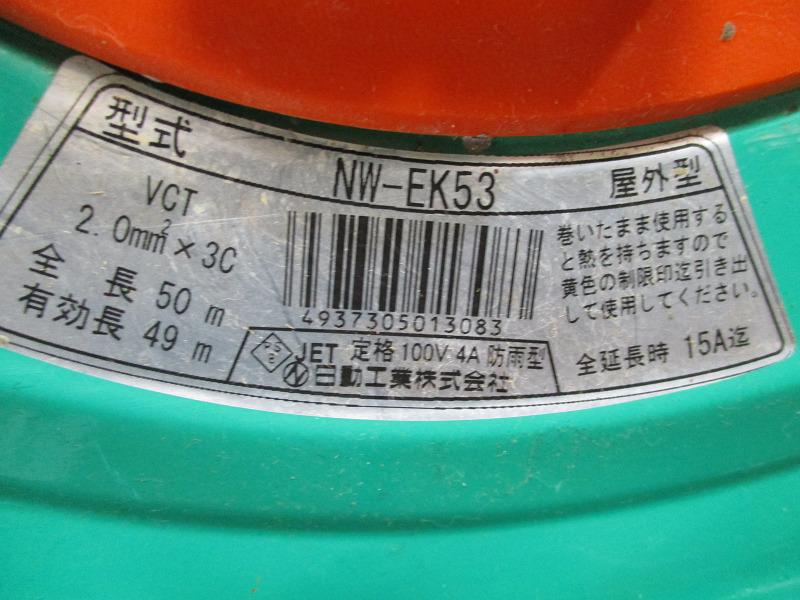 型式 NW-EK53 屋外型
VCT
2.0mm²×3C
全長 50m
有効長 49m
4937305013083
PSE JET 定格 100V 4A 防雨型
日動工業株式会社
巻いたまま使用する
と熱を持ちますので
黄色の制限印迄引き出
して使用してください。
全延長時 15A迄